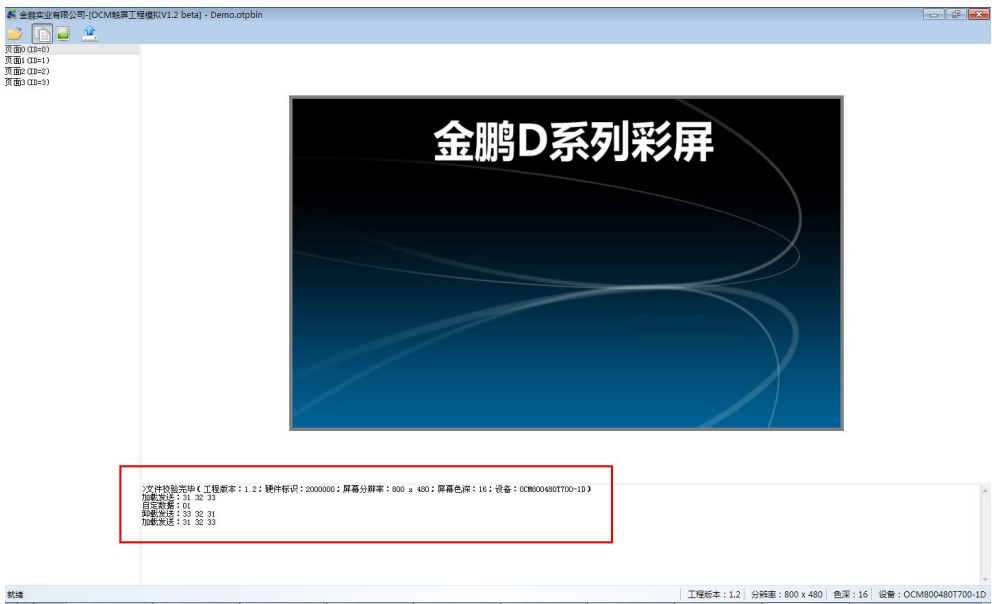 金鹏实业有限公司-[OCM触屏工程模拟V1.2 beta] - Demo.otpbin
页面0(ID=0)
页面1(ID=1)
页面2(ID=2)
页面3(ID=3)
金鹏D系列彩屏
>文件校验完毕(工程版本：1.2；硬件标识：2000000；屏幕分辨率：800 x 480；屏幕色深：16；设备：OCM800480T700-1D)
加载发送：31 32 33
自定数据：01
卸载发送：33 32 31
加载发送：31 32 33
就绪
工程版本：1.2 分辨率：800 x 480 色深：16 设备：OCM800480T700-1D